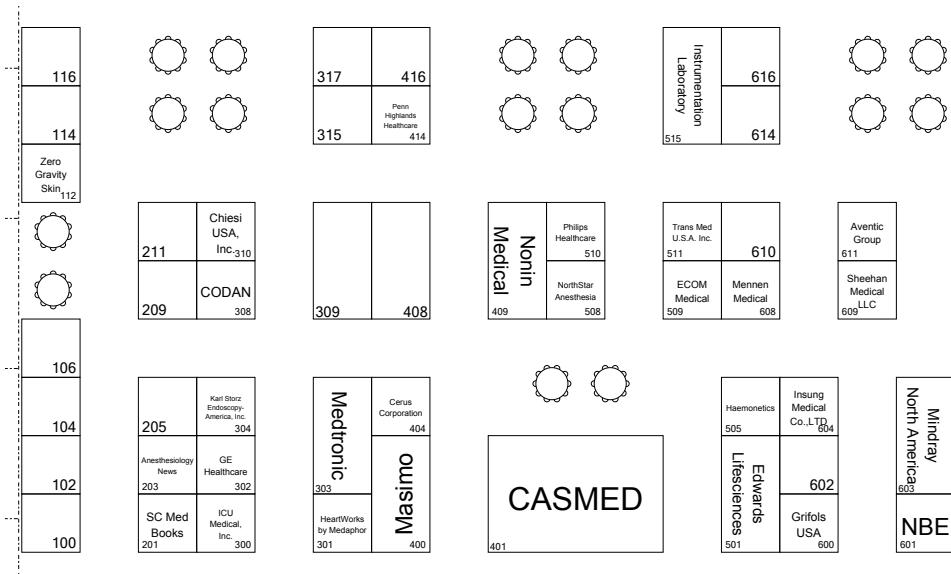 116
114
Zero
Gravity
Skin
112
106
104
102
100
317
416
315
Penn
Highlands
Healthcare
414
Instrumentation
Laboratory
515
616
614
211
Chiesi
USA,
Inc.
310
209
CODAN
308
309
408
Nonin
Medical
409
Philips
Healthcare
510
NorthStar
Anesthesia
508
Trans Med
U.S.A. Inc.
511
610
ECOM
Medical
509
Mennen
Medical
608
Aventic
Group
611
Sheehan
Medical
LLC
609
205
Karl Storz
Endoscopy-
America, Inc.
304
Anesthesiology
News
203
GE
Healthcare
302
SC Med
Books
201
ICU
Medical,
Inc.
300
Medtronic
303
Cerus
Corporation
404
HeartWorks
by Medaphor
301
Masimo
400
CASMED
401
Haemonetics
505
Insung
Medical
Co.,LTD
604
Edwards
Lifesciences
501
602
Grifols
USA
600
Mindray
North America
603
NBE
601